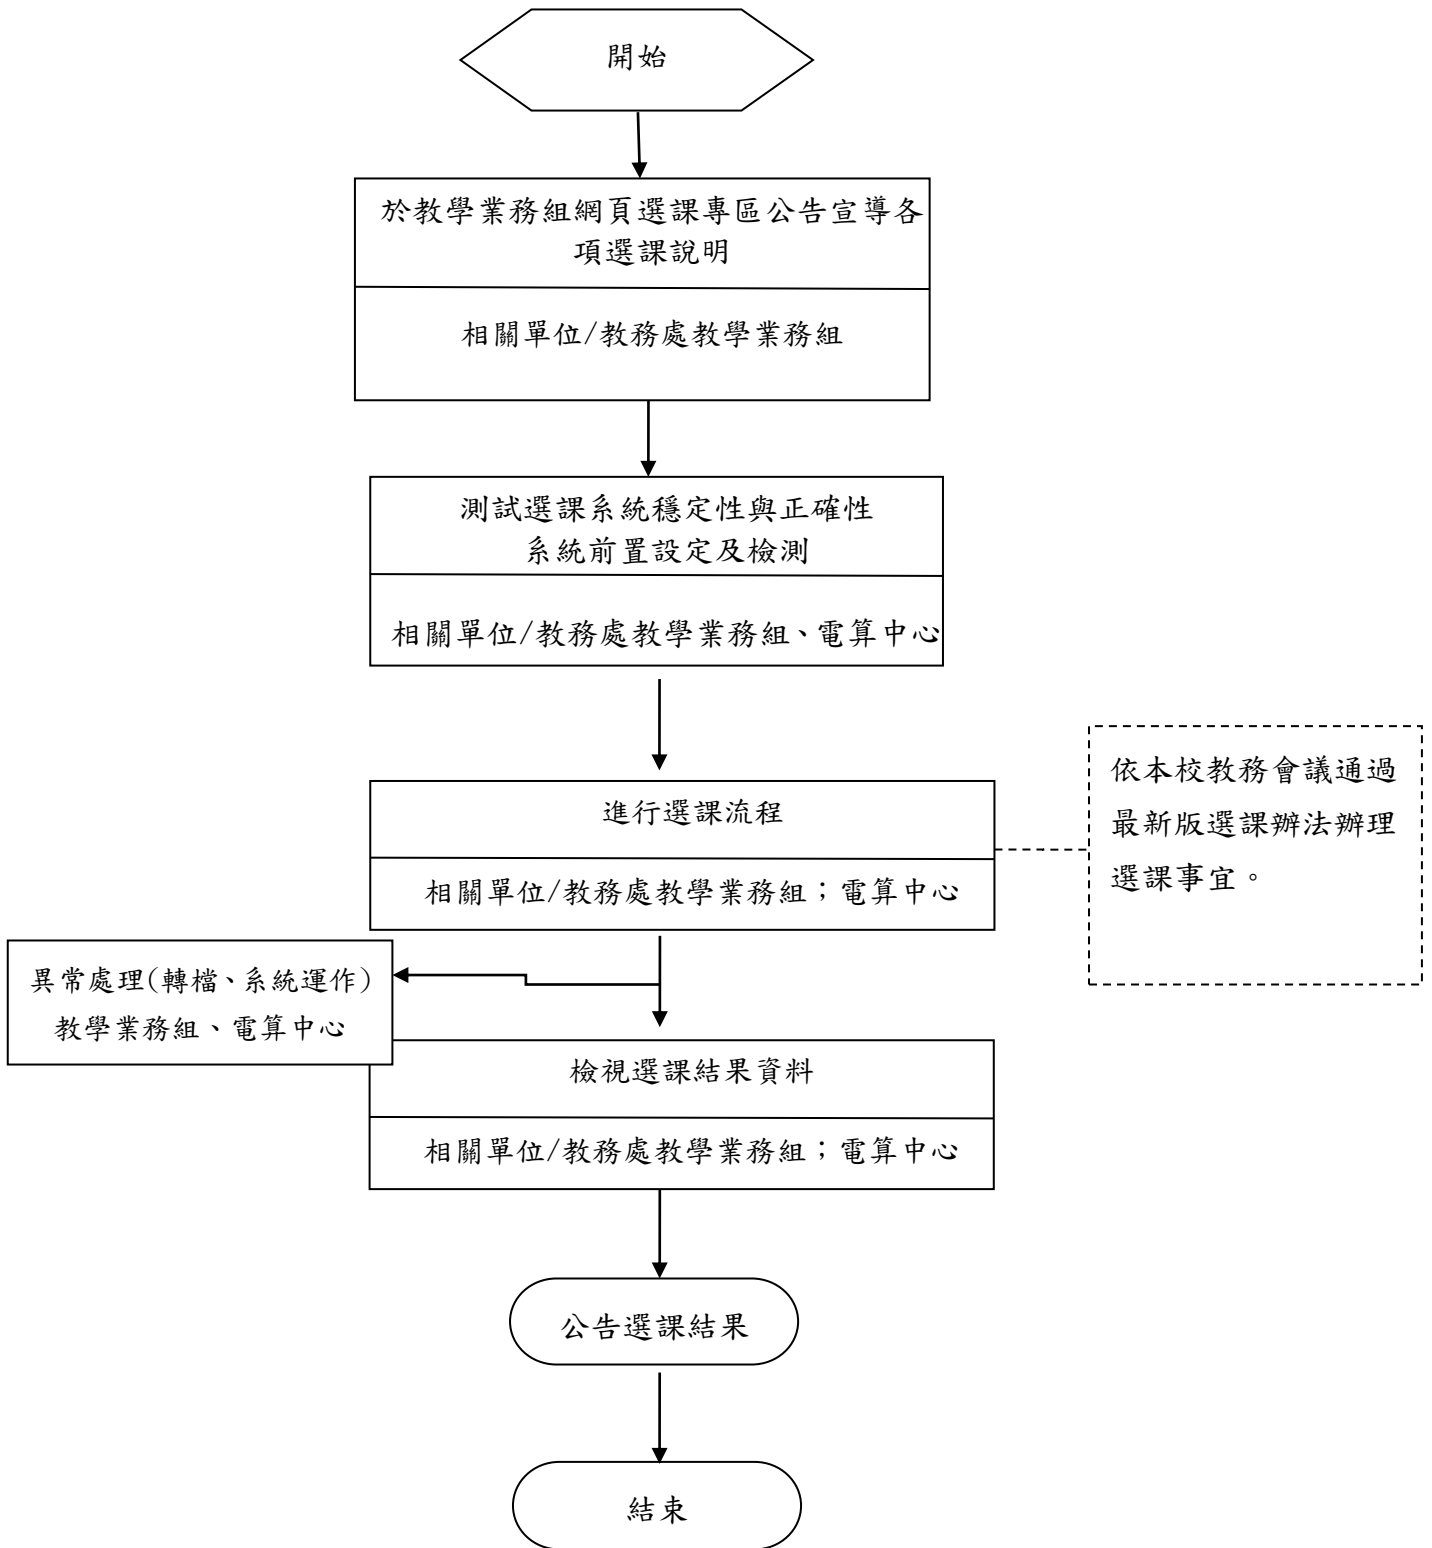 開始
於教學業務組網頁選課專區公告宣導各
項選課說明
相關單位/教務處教學業務組
測試選課系統穩定性與正確性
系統前置設定及檢測
相關單位/教務處教學業務組、電算中心
進行選課流程
相關單位/教務處教學業務組；電算中心
依本校教務會議通過
最新版選課辦法辦理
選課事宜。
異常處理(轉檔、系統運作)
教學業務組、電算中心
檢視選課結果資料
相關單位/教務處教學業務組；電算中心
公告選課結果
結束